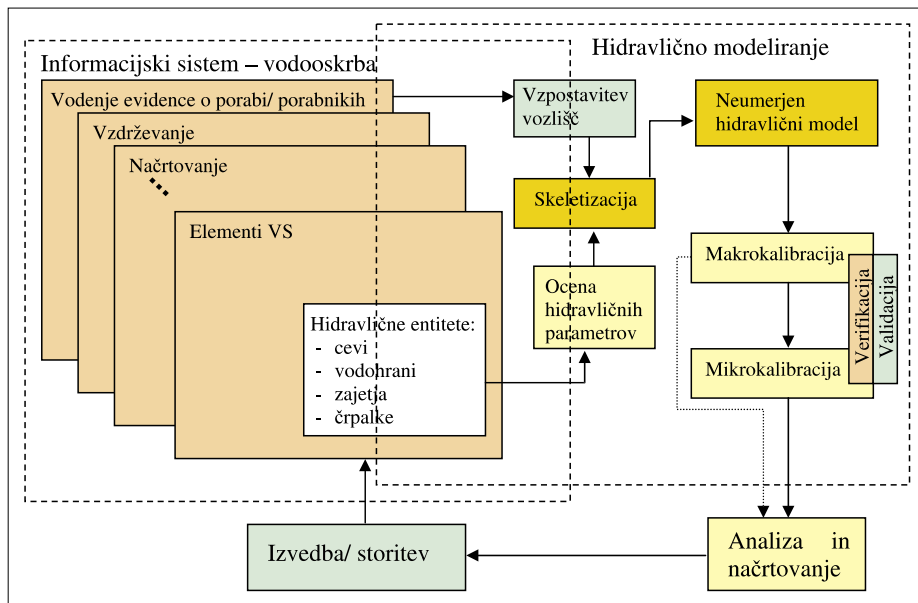 Informacijski sistem – vodooskrba
Hidravlično modeliranje
Vodenje evidence o porabi/ porabnikih
Vzdrževanje
Načrtovanje
Elementi VS
Hidravlične entitete:
- cevi
- vodohrani
- zajetja
- črpalke
Vzpostavitev
vozlišč
Skeletizacija
Ocena
hidravličnih
parametrov
Neumerjen
hidravlični model
Makrokalibracija
Mikrokalibracija
Verifikacija
Validacija
Analiza in
načrtovanje
Izvedba/ storitev